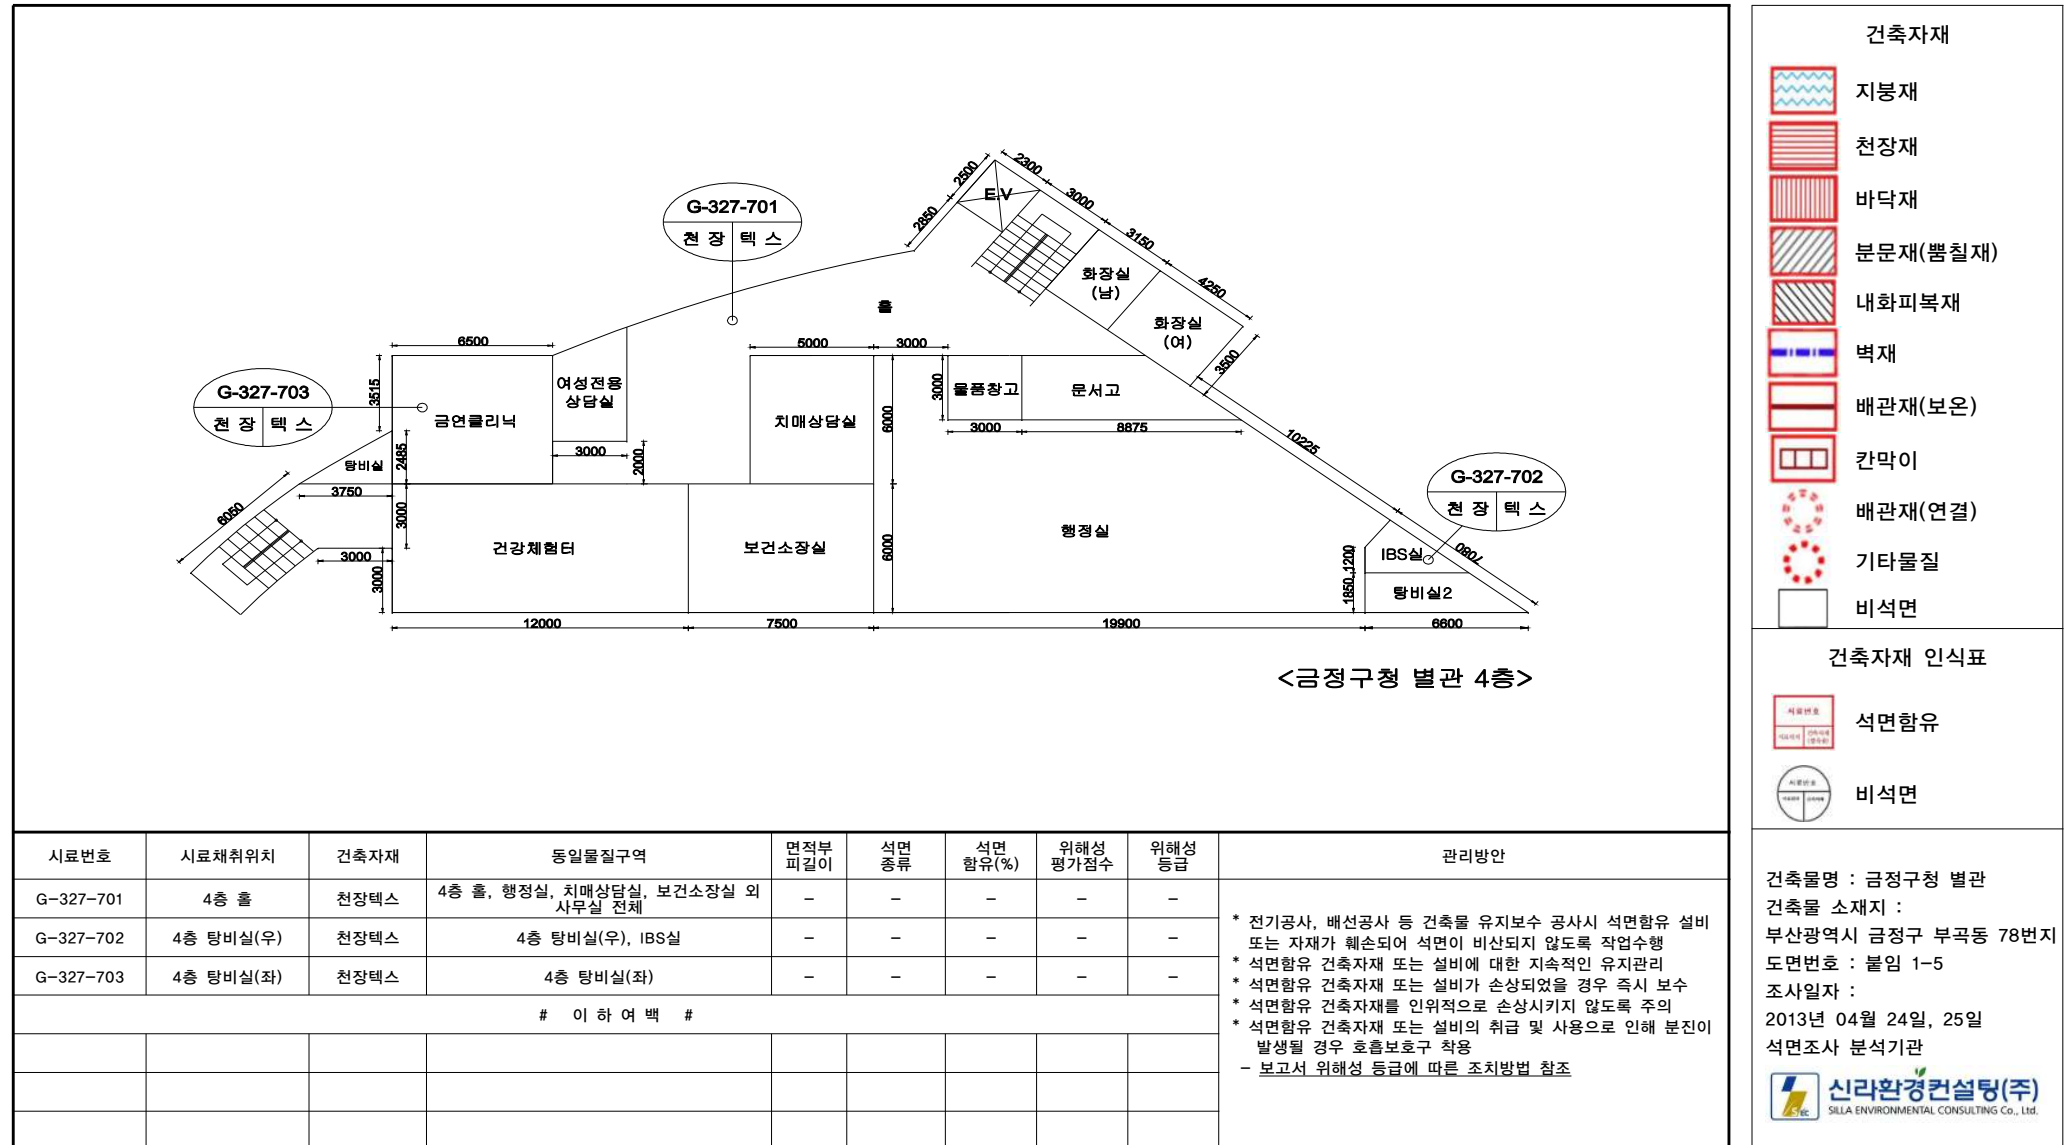 G-327-701
천 장 텍 스
G-327-703
천 장 텍 스
G-327-702
천 장 텍 스
2500
2850
E.V
2300
3000
3150
4250
3500
화장실
(남)
화장실
(여)
홀
6500
5000
3000
3515
2485
금연클리닉
여성전용
상담실
3000
2000
치매상담실
6000
3000
물품창고
문서고
3000
8875
10225
7080
탕비실
3750
6050
3000
3000
3000
건강체험터
보건소장실
6000
행정실
IBS실
탕비실2
1200
1850
12000
7500
19900
6600
<금정구청 별관 4층>
시료번호 시료채취위치 건축자재 동일물질구역 면적부피길이 석면종류 석면함유(%) 위해성평가점수 위해성등급 관리방안
G-327-701 4층 홀 천장텍스 4층 홀, 행정실, 치매상담실, 보건소장실 외 사무실 전체 - - - - -
G-327-702 4층 탕비실(우) 천장텍스 4층 탕비실(우), IBS실 - - - - -
G-327-703 4층 탕비실(좌) 천장텍스 4층 탕비실(좌) - - - - -
# 이 하 여 백 #
* 전기공사, 배선공사 등 건축물 유지보수 공사시 석면함유 설비
또는 자재가 훼손되어 석면이 비산되지 않도록 작업수행
* 석면함유 건축자재 또는 설비에 대한 지속적인 유지관리
* 석면함유 건축자재 또는 설비가 손상되었을 경우 즉시 보수
* 석면함유 건축자재를 인위적으로 손상시키지 않도록 주의
* 석면함유 건축자재 또는 설비의 취급 및 사용으로 인해 분진이
발생될 경우 호흡보호구 착용
- 보고서 위해성 등급에 따른 조치방법 참조
건축자재
지붕재
천장재
바닥재
분문재(뿜칠재)
내화피복재
벽재
배관재(보온)
칸막이
배관재(연결)
기타물질
비석면
건축자재 인식표
시료번호
석면함유
비석면
건축물명 : 금정구청 별관
건축물 소재지 :
부산광역시 금정구 부곡동 78번지
도면번호 : 붙임 1-5
조사일자 :
2013년 04월 24일, 25일
석면조사 분석기관
신라환경컨설팅(주)
SILLA ENVIRONMENTAL CONSULTING Co., Ltd.